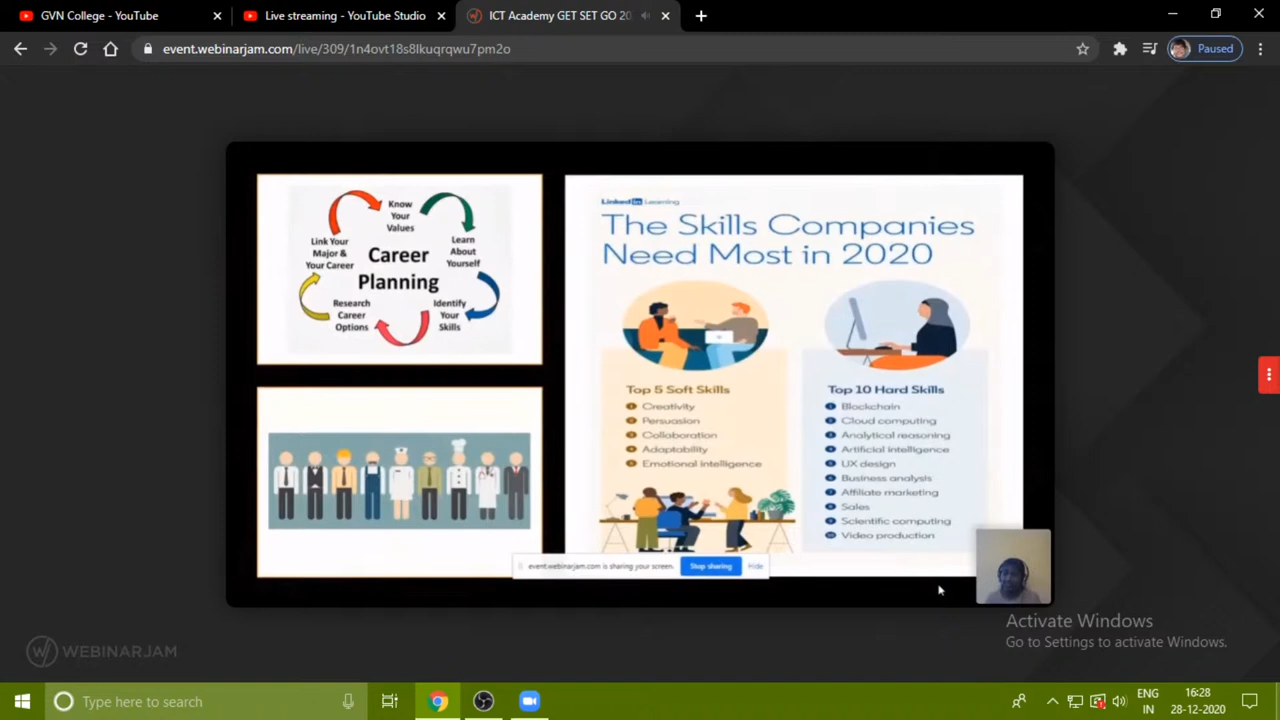 GVN College - YouTube
Live streaming - YouTube Studio
ICT Academy GET SET GO 20
event.webinarjam.com/live/309/1n4ovt18s8lkuqrqwu7pm2o
Paused
Know
Your
Values
Learn
About
Yourself
Identify
Your
Skills
Research
Career
Options
Link Your
Major &
Your Career
Career
Planning
Linked in Learning
The Skills Companies
Need Most in 2020
Top 5 Soft Skills
Creativity
Persuasion
Collaboration
Adaptability
Emotional intelligence
Top 10 Hard Skills
Blockchain
Cloud computing
Analytical reasoning
Artificial intelligence
UX design
Business analysis
Affiliate marketing
Sales
Scientific computing
Video production
event.webinarjam.com is sharing your screen.
Stop sharing
Hide
Activate Windows
Go to Settings to activate Windows.
WEBINARJAM
Type here to search
ENG
IN
16:28
28-12-2020